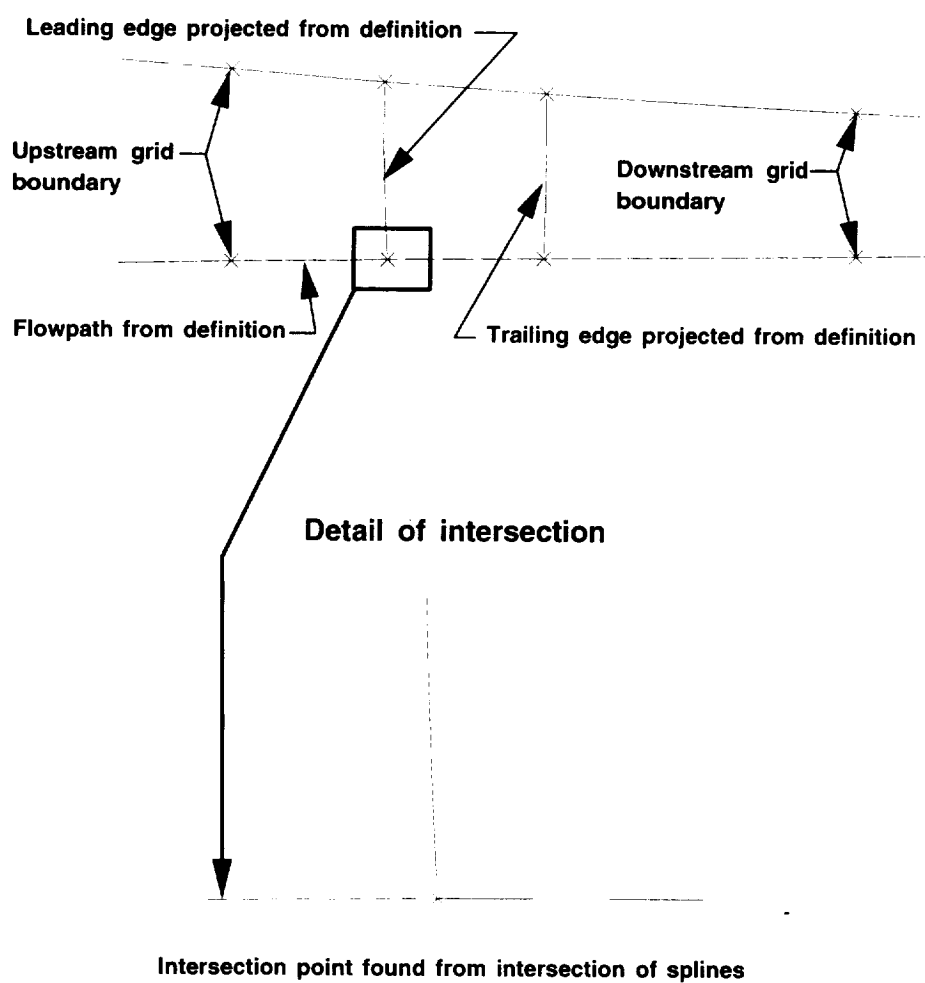 Leading edge projected from definition
Upstream grid
boundary
Downstream grid
boundary
Flowpath from definition
Trailing edge projected from definition
Detail of intersection
Intersection point found from intersection of splines